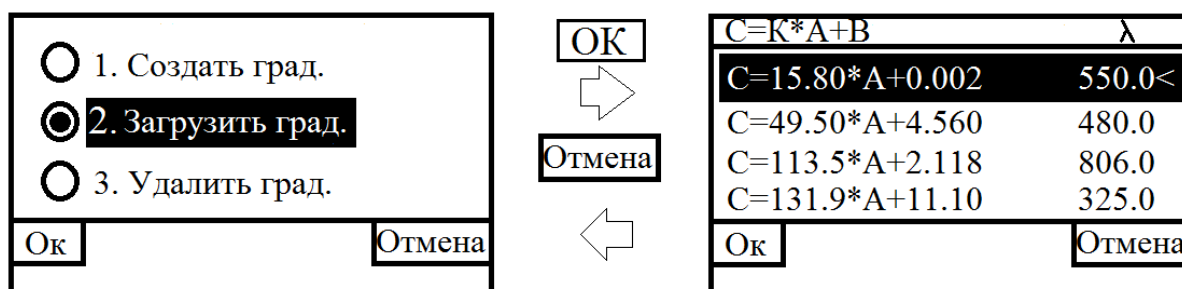 1. Создать град.
2. Загрузить град.
3. Удалить град.
Ок
Отмена
ОК
Отмена
С=К*А+В λ
С=15.80*А+0.002 550.0<
С=49.50*А+4.560 480.0
С=113.5*А+2.118 806.0
С=131.9*А+11.10 325.0
Ок
Отмена